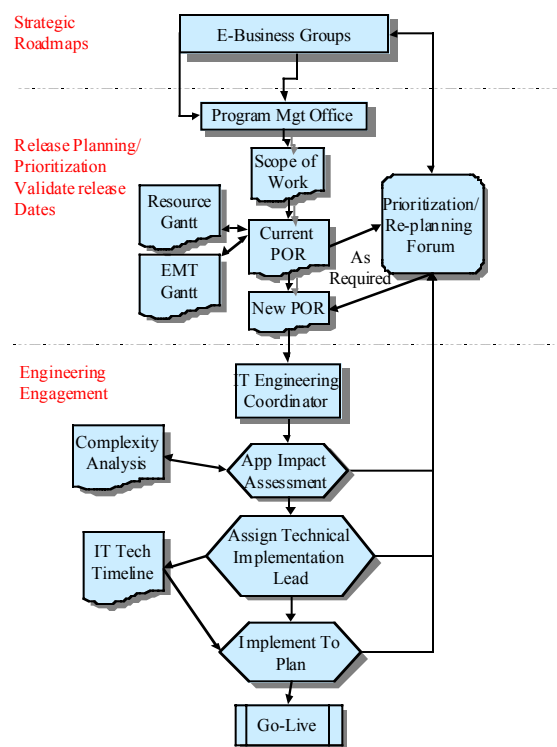 Strategic
Roadmaps
E-Business Groups
Program Mgt Office
Release Planning/
Prioritization
Validate release
Dates
Scope of
Work
Resource
Gantt
Prioritization/
Re-planning
Forum
Current
POR
As
Required
EMT
Gantt
New POR
Engineering
Engagement
IT Engineering
Coordinator
Complexity
Analysis
App Impact
Assessment
Assign Technical
Implementation
Lead
IT Tech
Timeline
Implement To
Plan
Go-Live